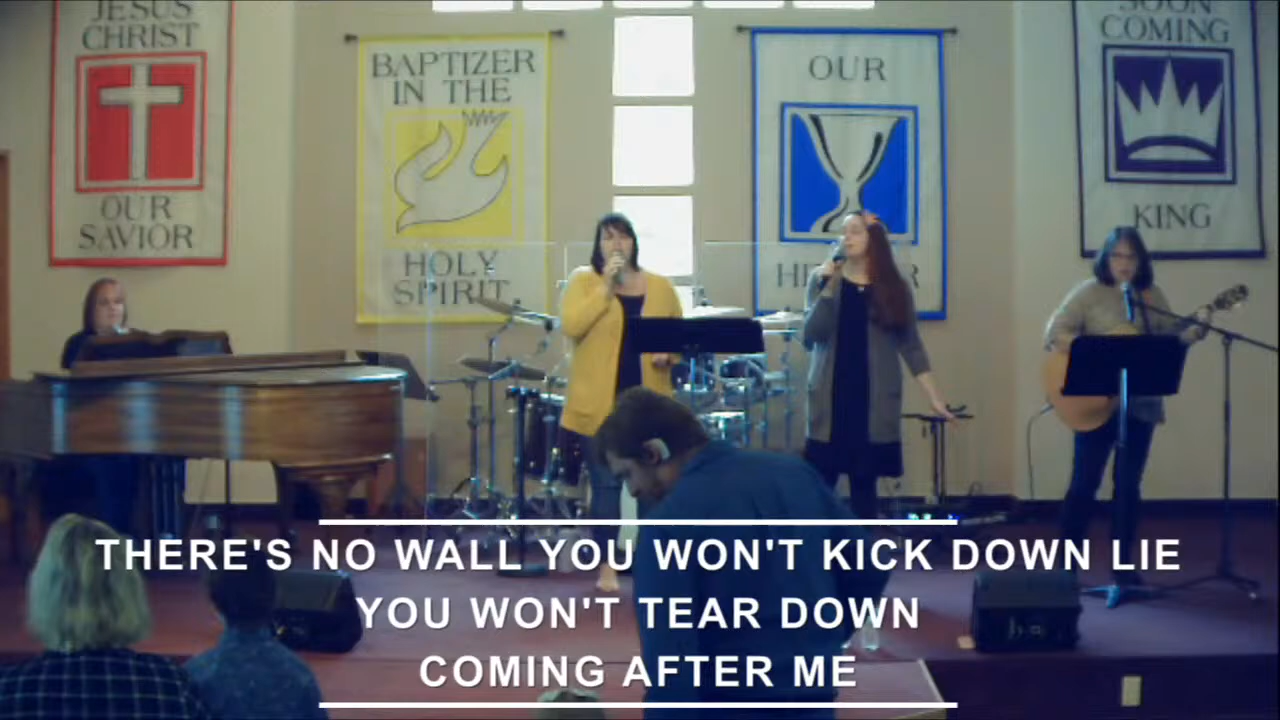 JESUS
CHRIST
OUR
SAVIOR
BAPTIZER
IN THE
HOLY
SPIRIT
OUR
SOON
COMING
KING
THERE'S NO WALL YOU WON'T KICK DOWN LIE
YOU WON'T TEAR DOWN
COMING AFTER ME